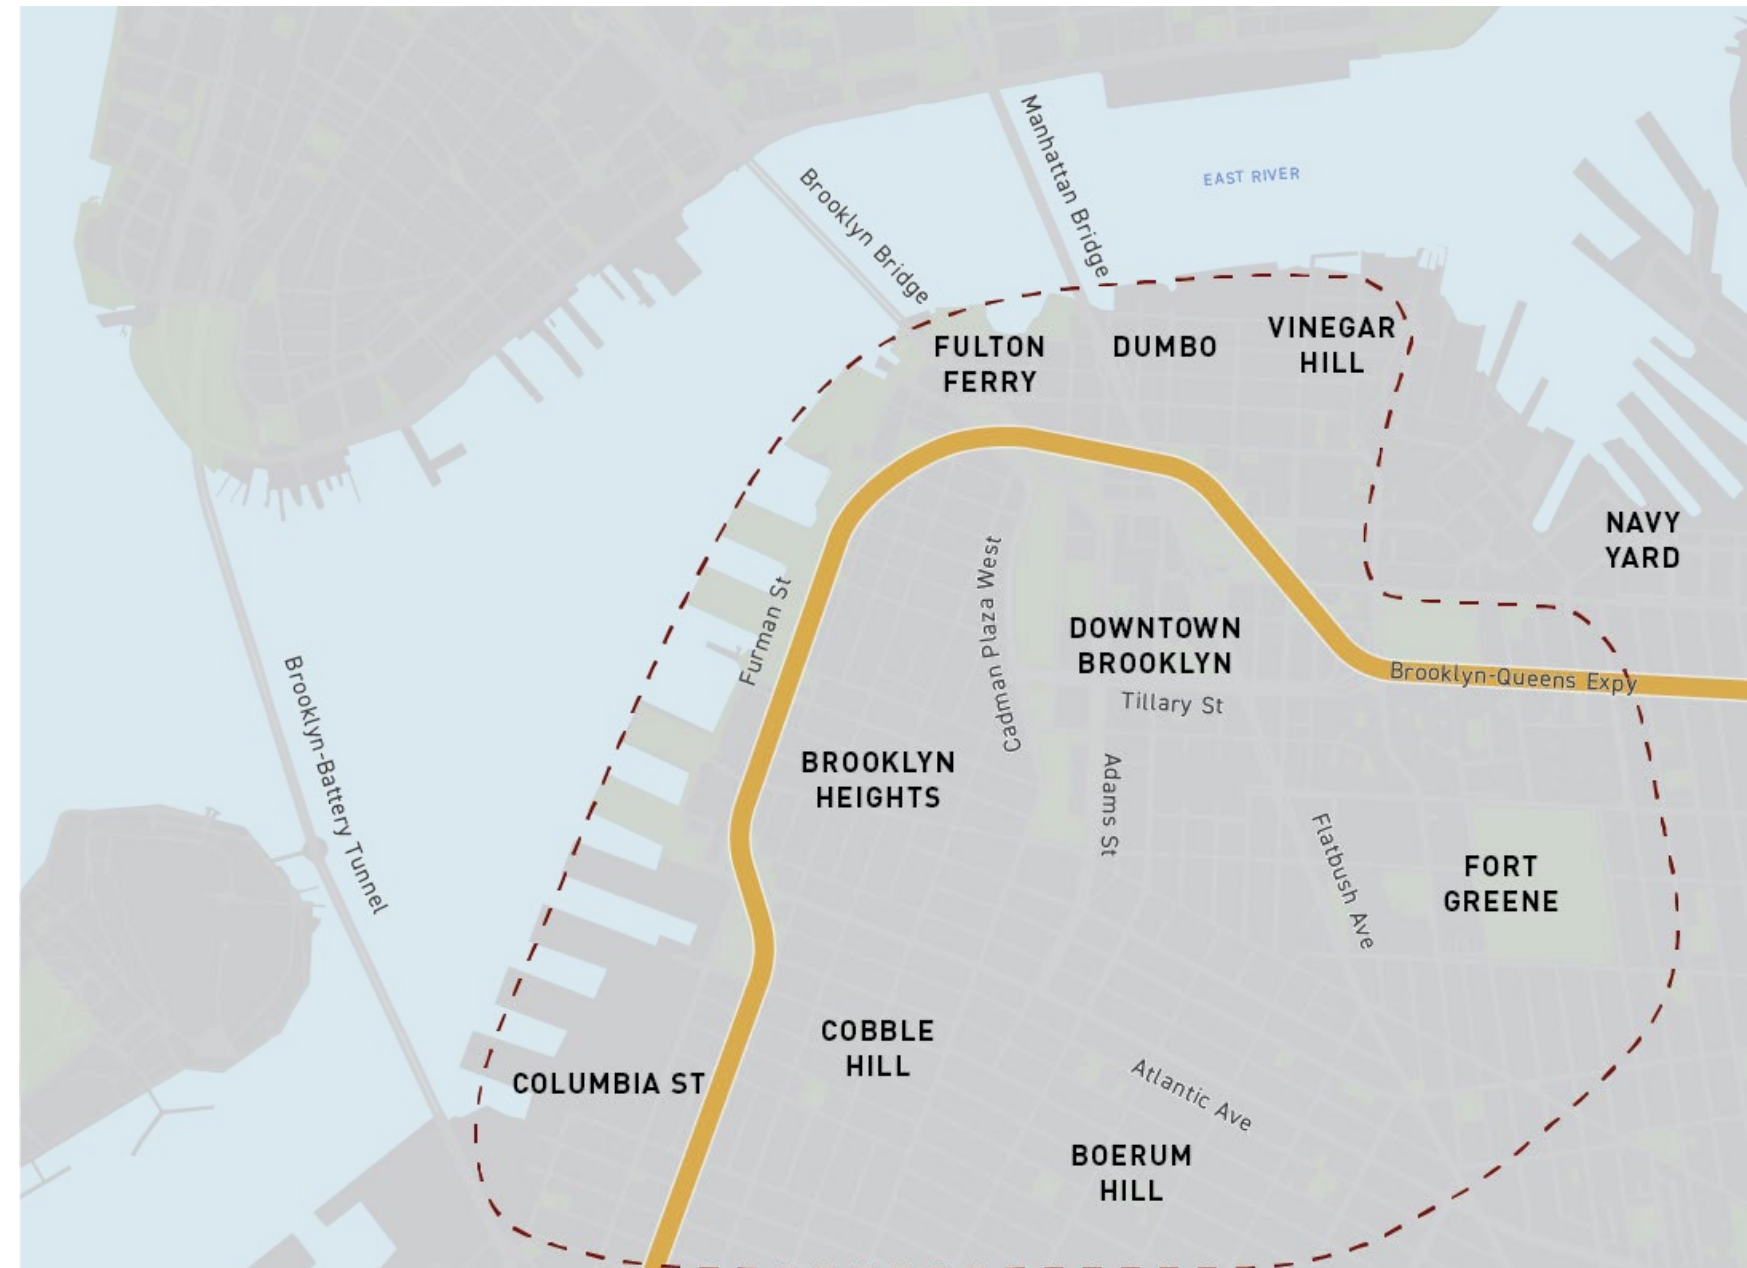 Manhattan Bridge
EAST RIVER
Brooklyn Bridge
FULTON
FERRY
DUMBO
VINEGAR
HILL
NAVY
YARD
Cadman Plaza West
Furman St
DOWNTOWN
BROOKLYN
Brooklyn-Queens Expy
Tillary St
Brooklyn-Battery Tunnel
BROOKLYN
HEIGHTS
Adams St
Flatbush Ave
FORT
GREENE
COBBLE
HILL
COLUMBIA ST
Atlantic Ave
BOERUM
HILL